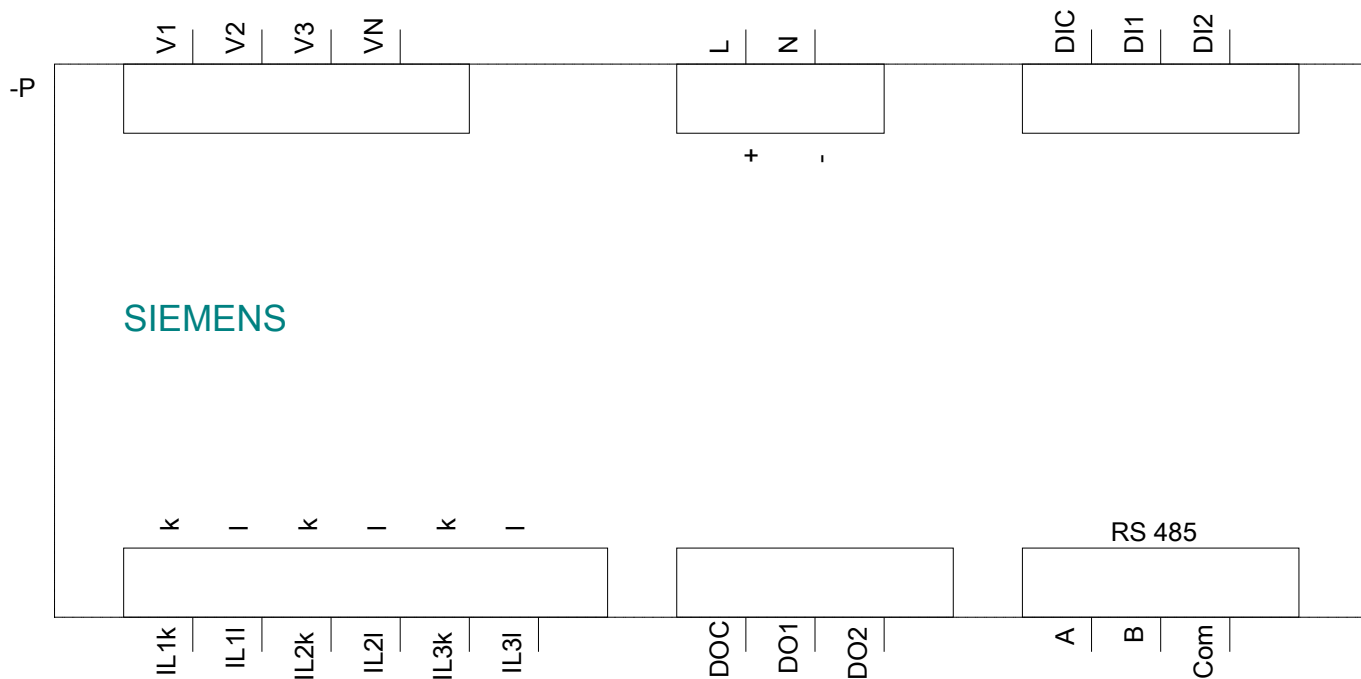 V1 V2 V3 VN L N DIC DI1 DI2
-P
+ -
SIEMENS
k l k l k l
RS 485
IL1k IL1l IL2k IL2l IL3k IL3l DOC DO1 DO2 A B Com